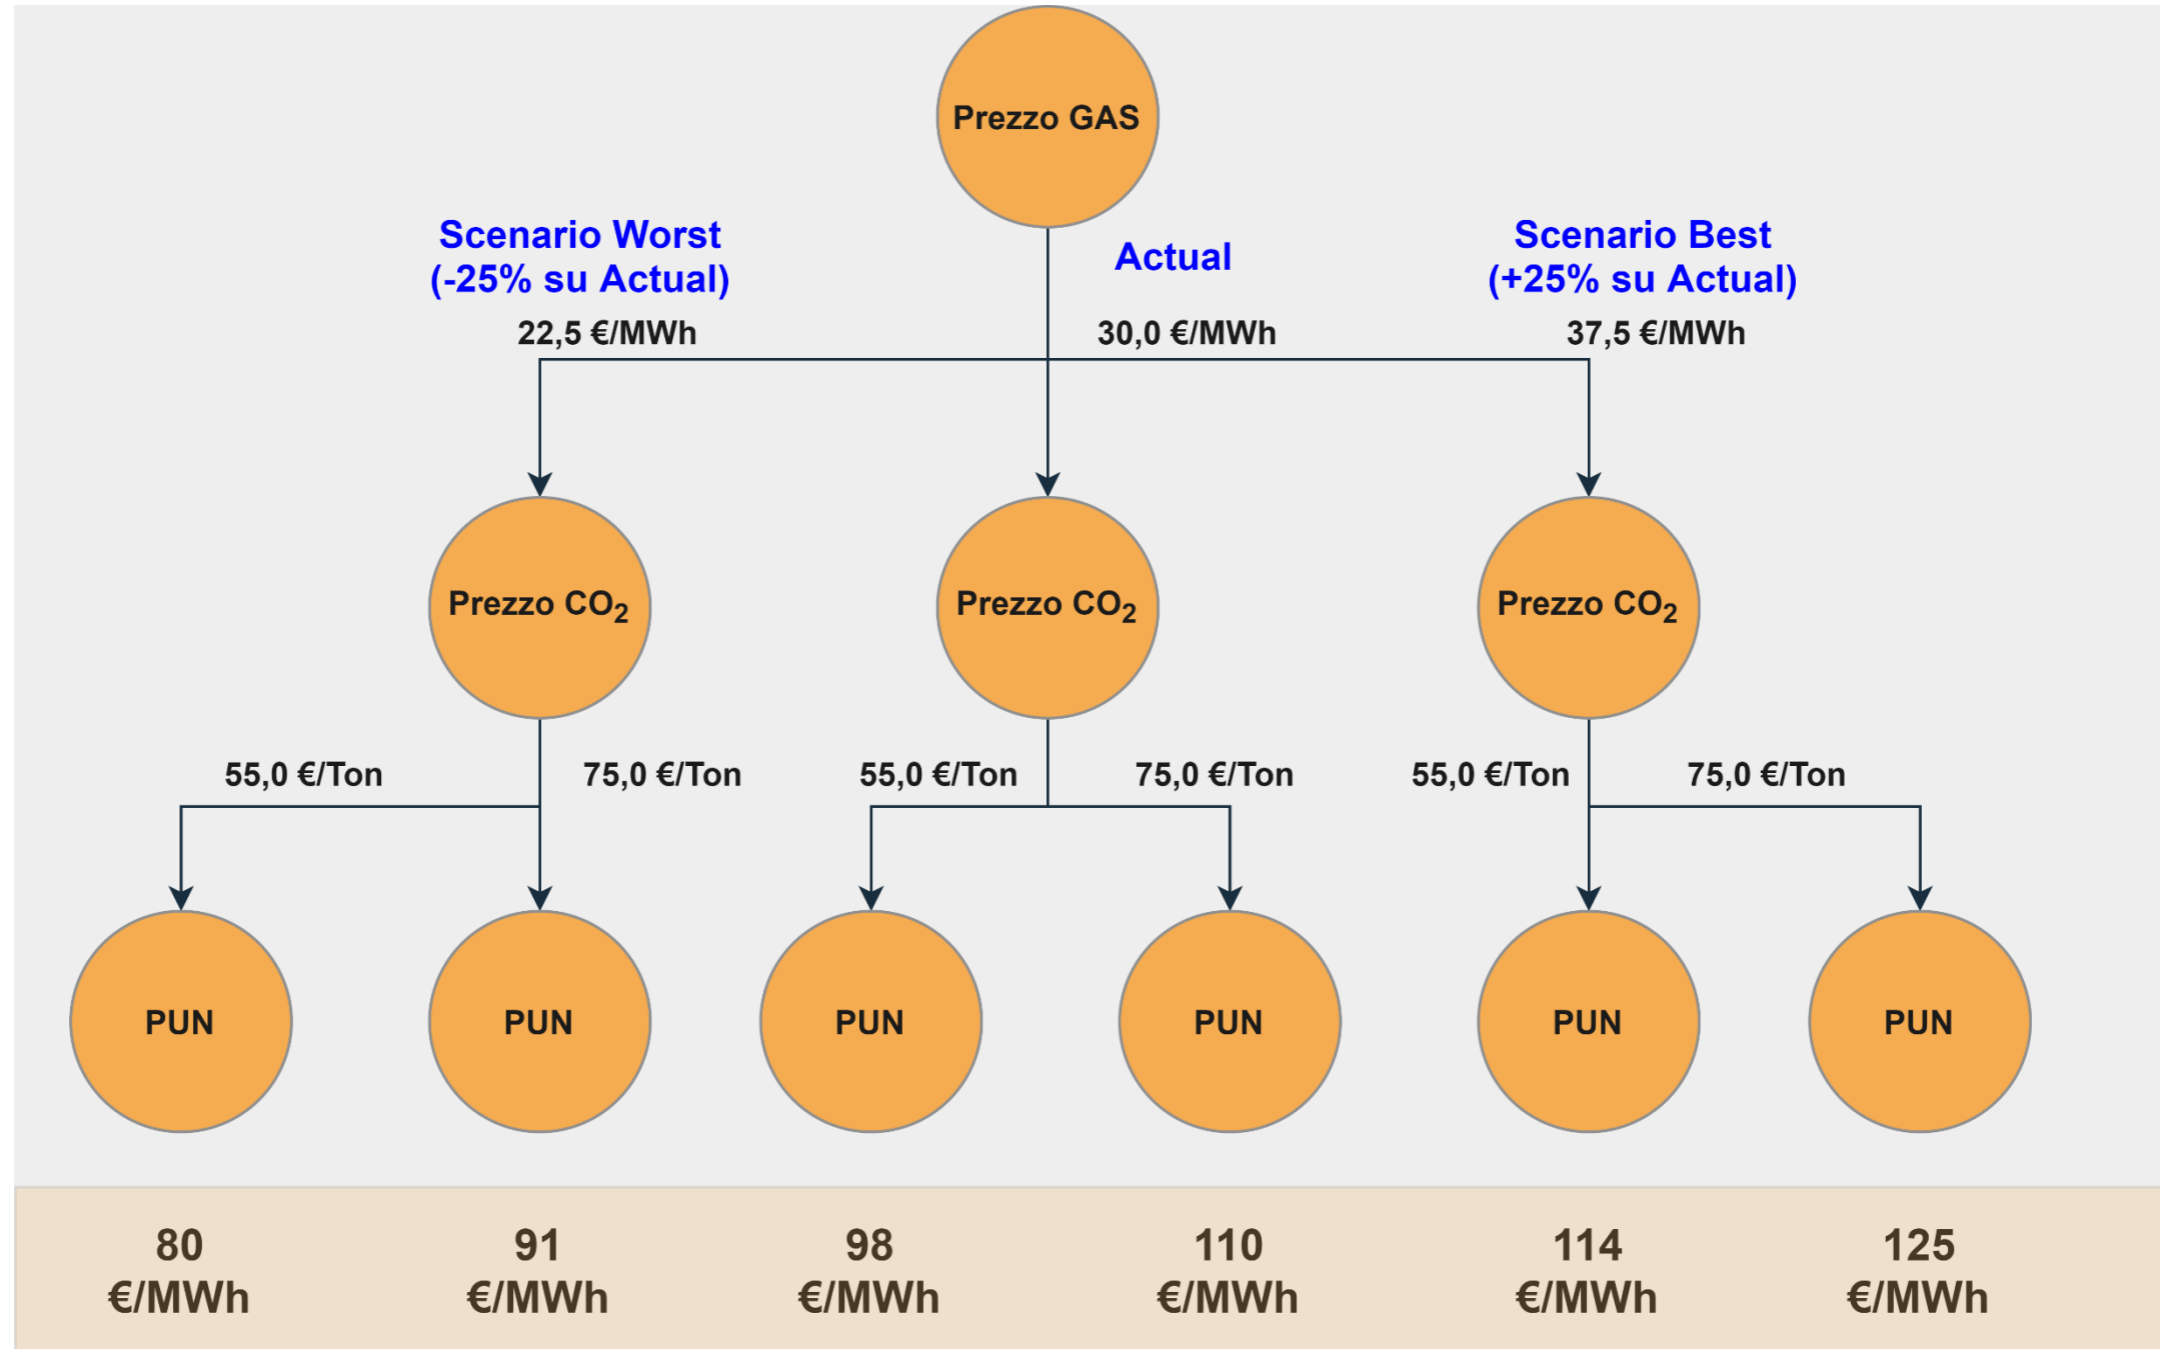 Prezzo GAS
Scenario Worst
(-25% su Actual)
Actual
Scenario Best
(+25% su Actual)
22,5 €/MWh
30,0 €/MWh
37,5 €/MWh
Prezzo CO₂
Prezzo CO₂
Prezzo CO₂
55,0 €/Ton
75,0 €/Ton
55,0 €/Ton
75,0 €/Ton
55,0 €/Ton
75,0 €/Ton
PUN
PUN
PUN
PUN
PUN
PUN
80
€/MWh
91
€/MWh
98
€/MWh
110
€/MWh
114
€/MWh
125
€/MWh